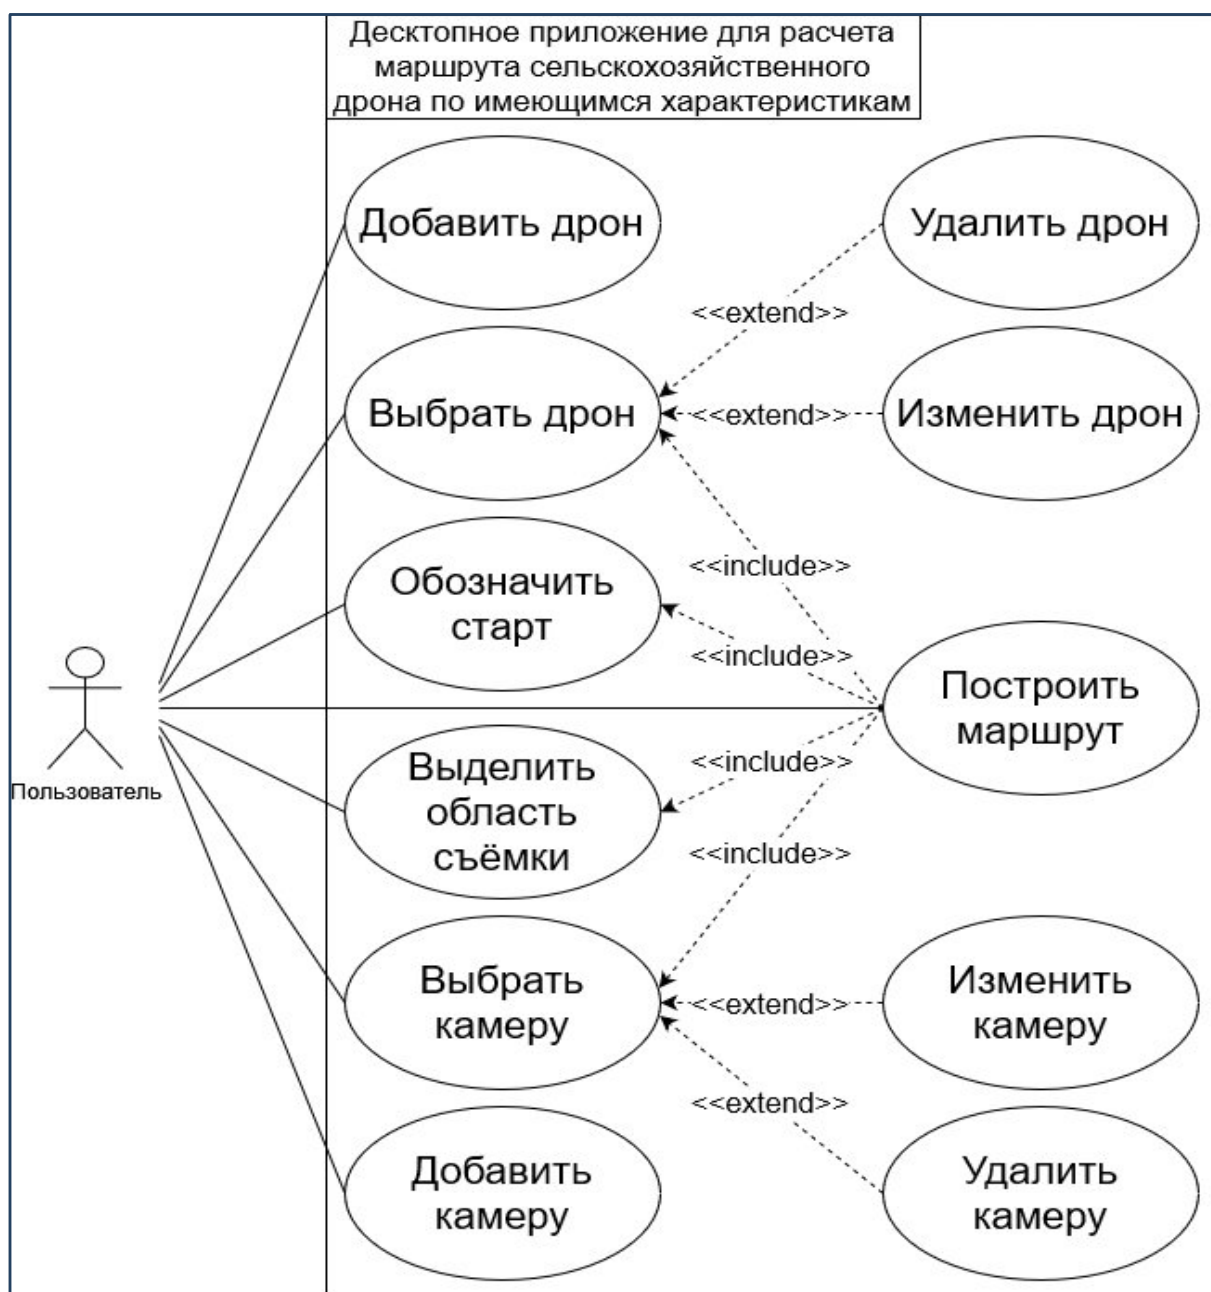 Десктопное приложение для расчета
маршрута сельскохозяйственного
дрона по имеющимся характеристикам
Добавить дрон
Удалить дрон
<<extend>>
Выбрать дрон
<<extend>>
Изменить дрон
<<include>>
Обозначить
старт
<<include>>
Построить
маршрут
Пользователь
<<include>>
Выделить
область
съёмки
<<include>>
Выбрать
камеру
<<extend>>
Изменить
камеру
<<extend>>
Добавить
камеру
Удалить
камеру